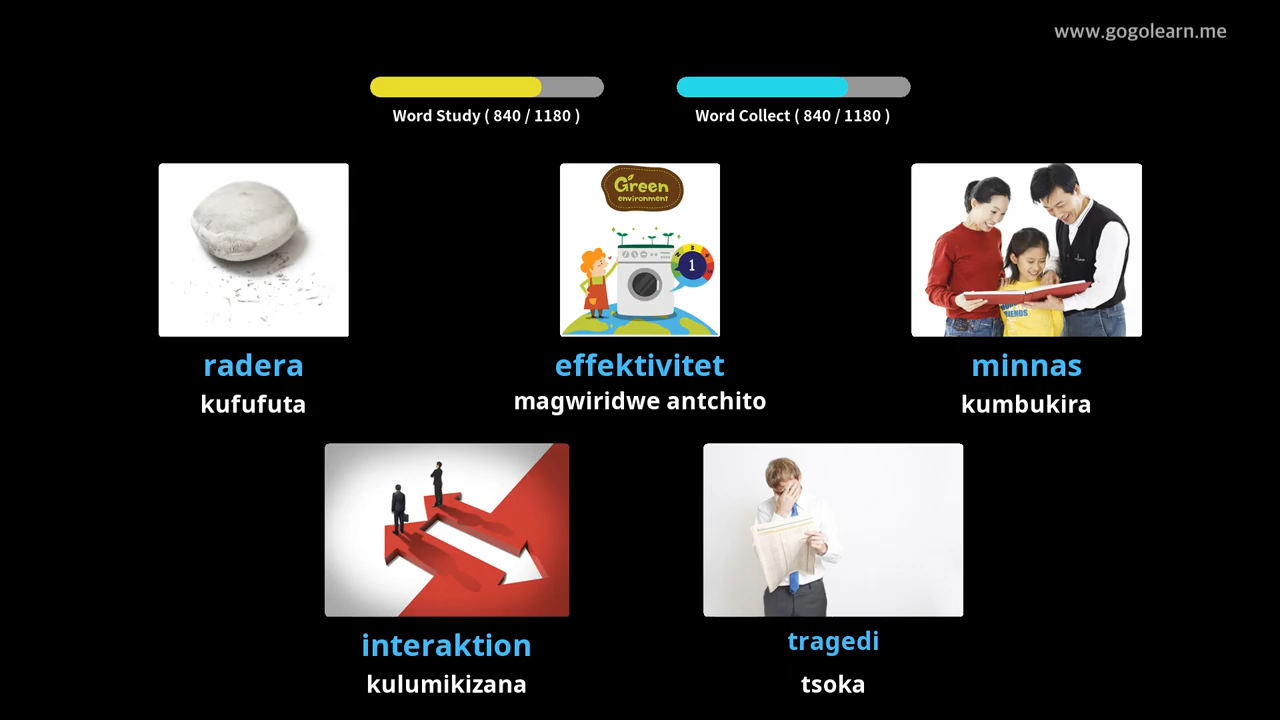 www.gogolearn.me
Word Study ( 840 / 1180 )
Word Collect ( 840 / 1180 )
Green
environment
1
radera
effektivitet
minnas
kufufuta
magwiridwe antchito
kumbukira
interaktion
tragedi
kulumikizana
tsoka